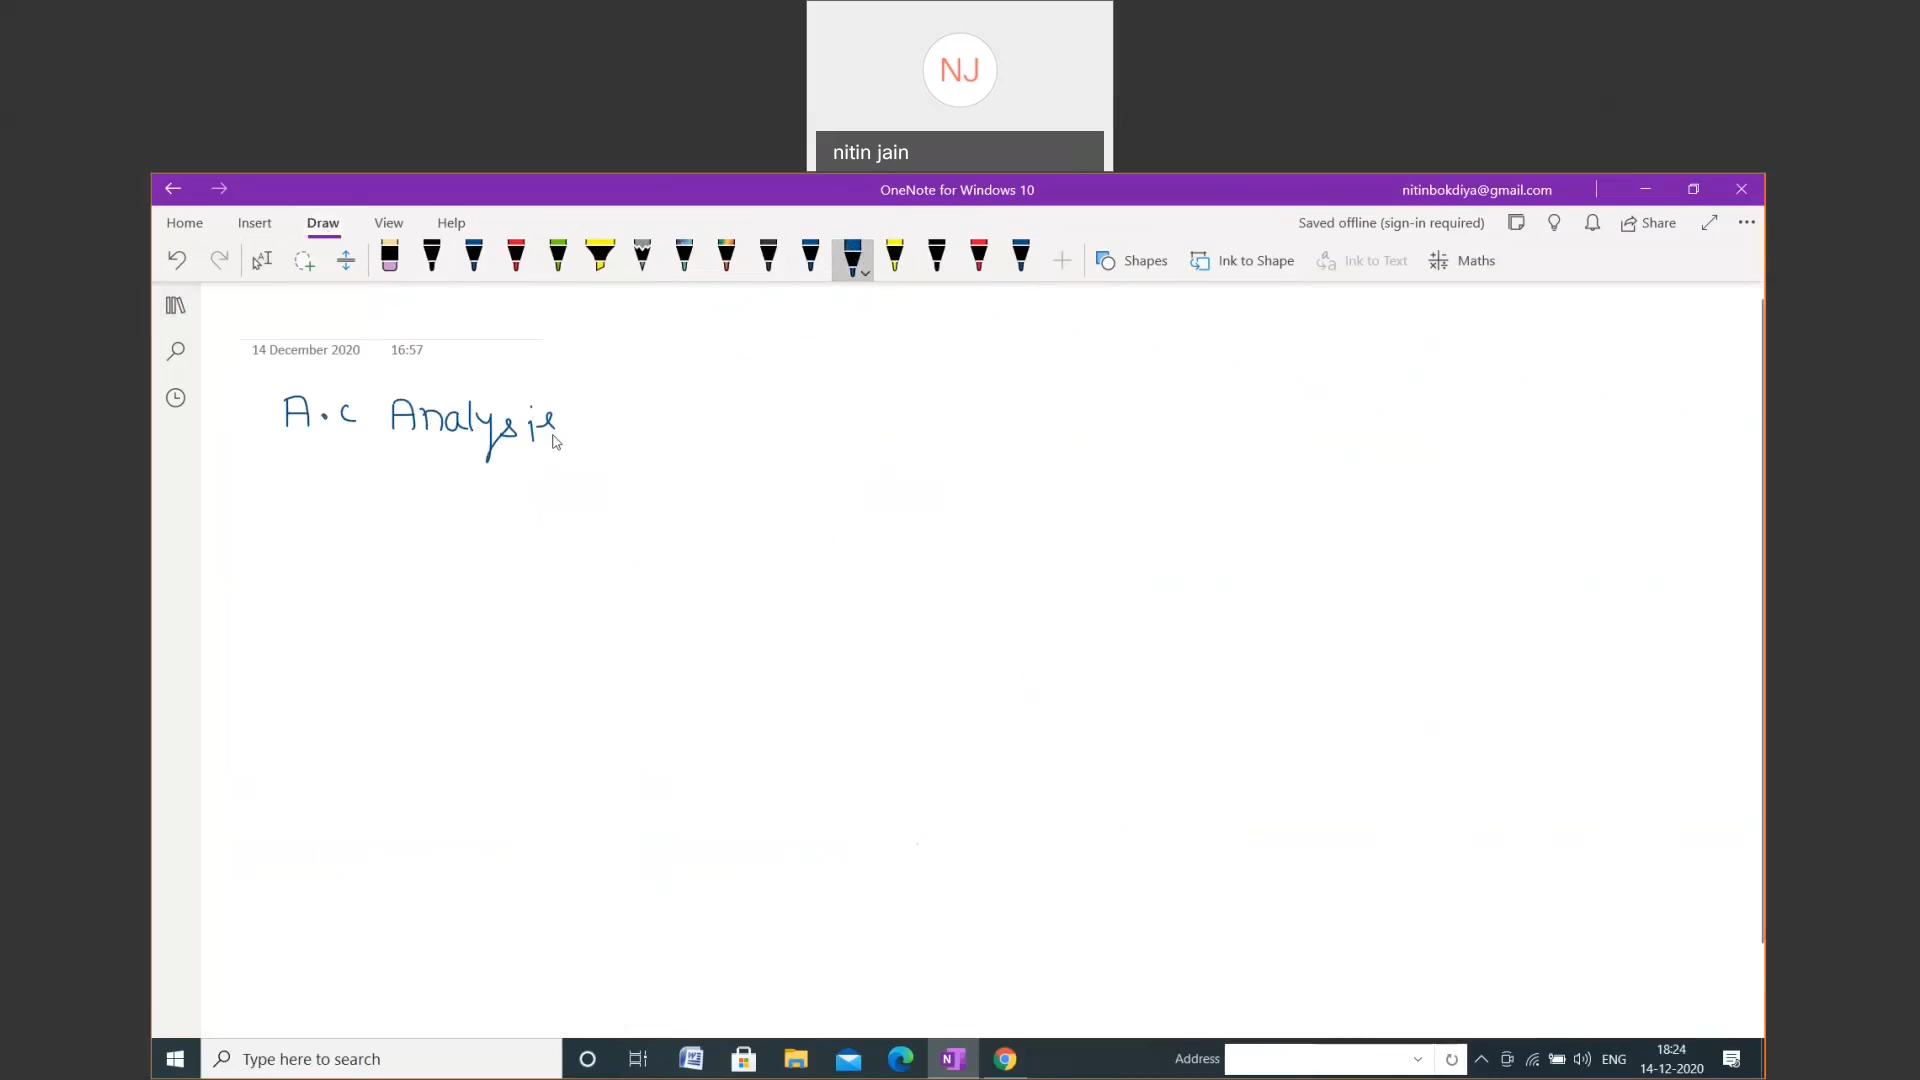 NJ
nitin jain
OneNote for Windows 10
nitinbokdiya@gmail.com
Home Insert Draw View Help
Saved offline (sign-in required)
Share
Shapes
Ink to Shape
Ink to Text
Maths
14 December 2020 16:57
A.c Analysis
Type here to search
Address
ENG
18:24
14-12-2020